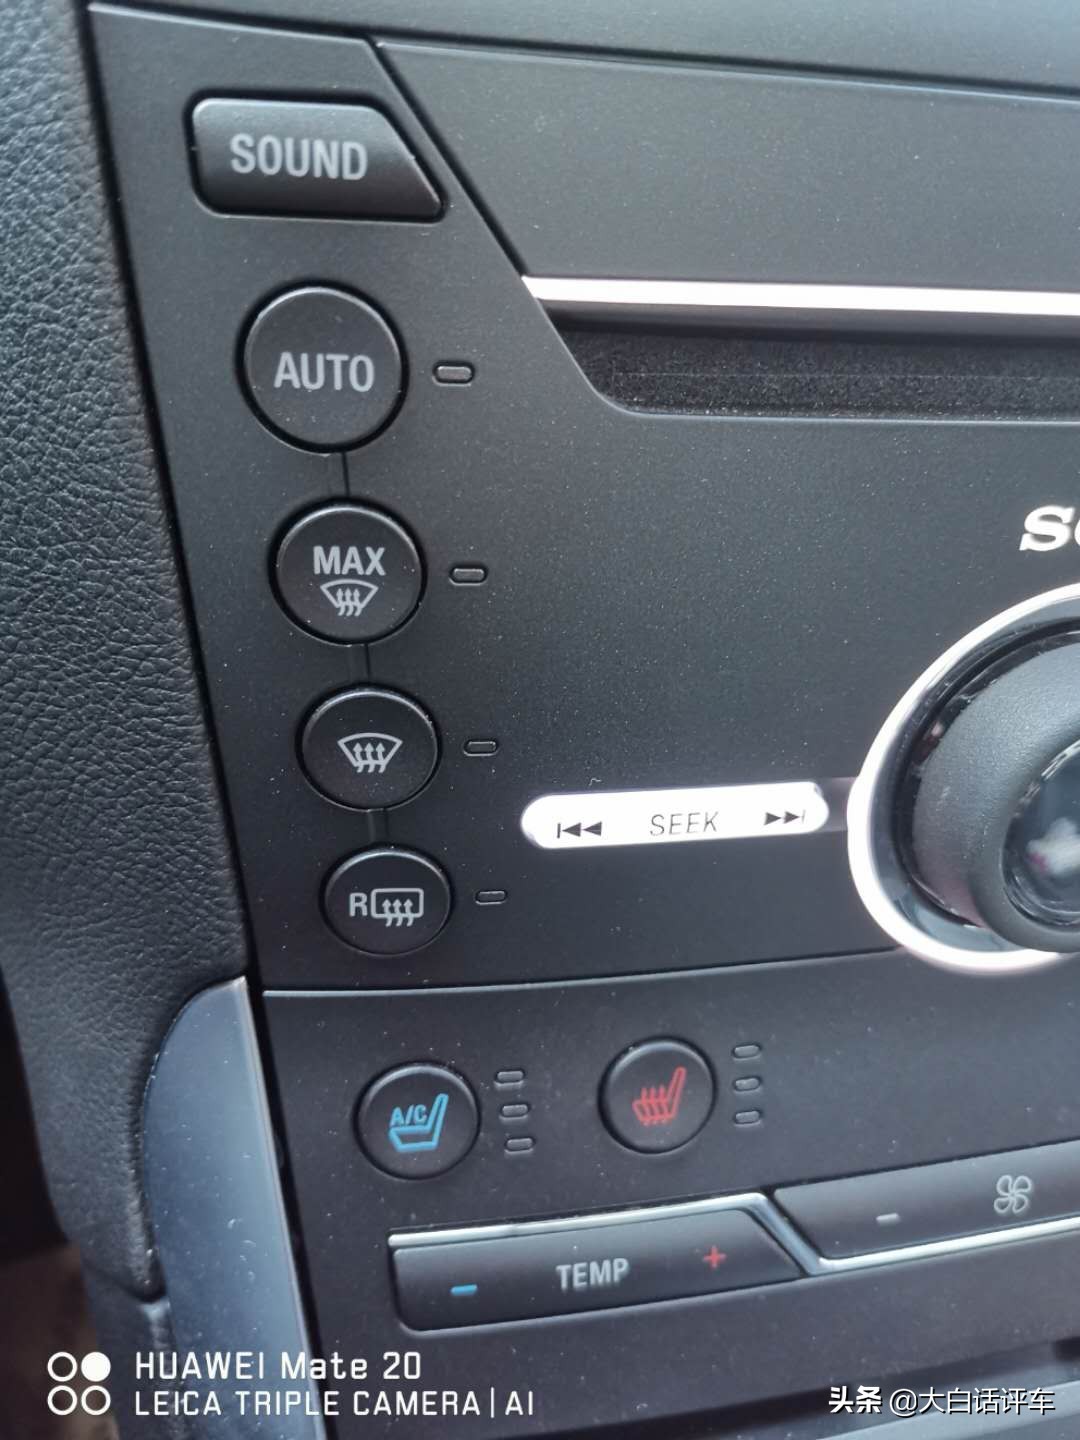 SOUND
AUTO
MAX
R
SEEK
A/C
TEMP
HUAWEI Mate 20
LEICA TRIPLE CAMERA | AI
头条 @大白话评车